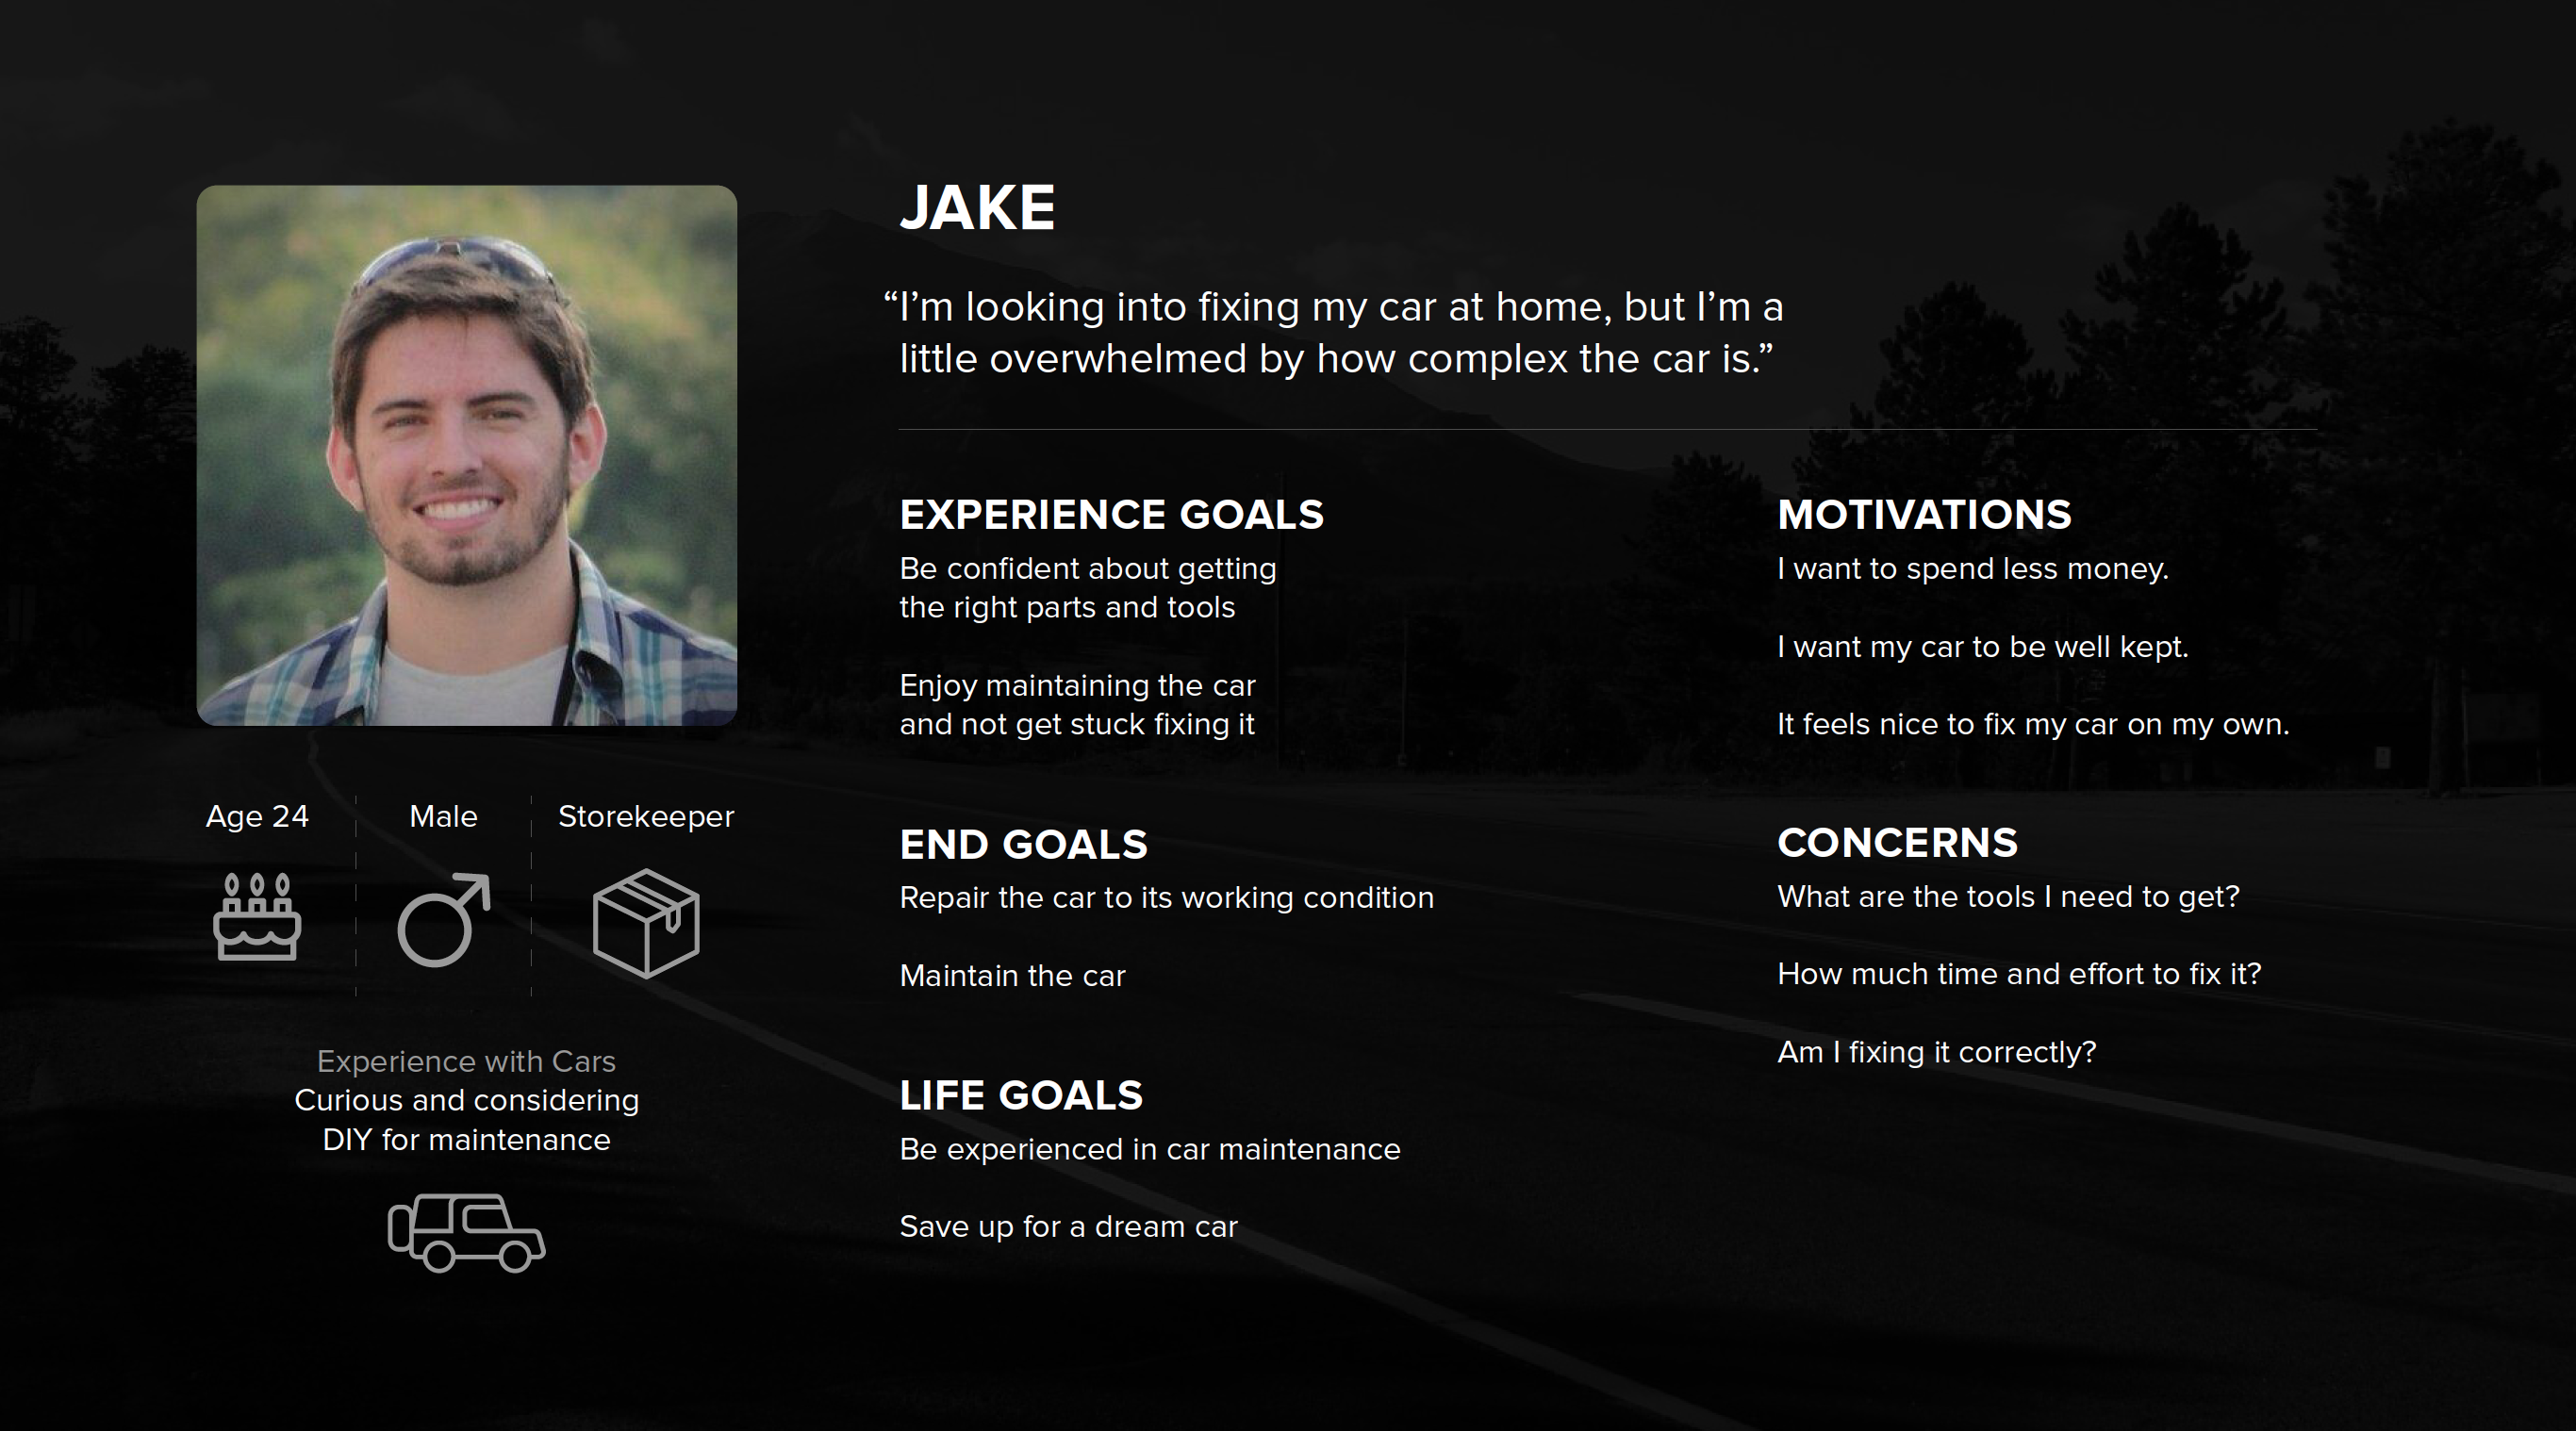 JAKE
“I’m looking into fixing my car at home, but I’m a
little overwhelmed by how complex the car is.”
Age 24
Male
Storekeeper
Experience with Cars
Curious and considering
DIY for maintenance
EXPERIENCE GOALS
Be confident about getting
the right parts and tools
Enjoy maintaining the car
and not get stuck fixing it
END GOALS
Repair the car to its working condition
Maintain the car
LIFE GOALS
Be experienced in car maintenance
Save up for a dream car
MOTIVATIONS
I want to spend less money.
I want my car to be well kept.
It feels nice to fix my car on my own.
CONCERNS
What are the tools I need to get?
How much time and effort to fix it?
Am I fixing it correctly?